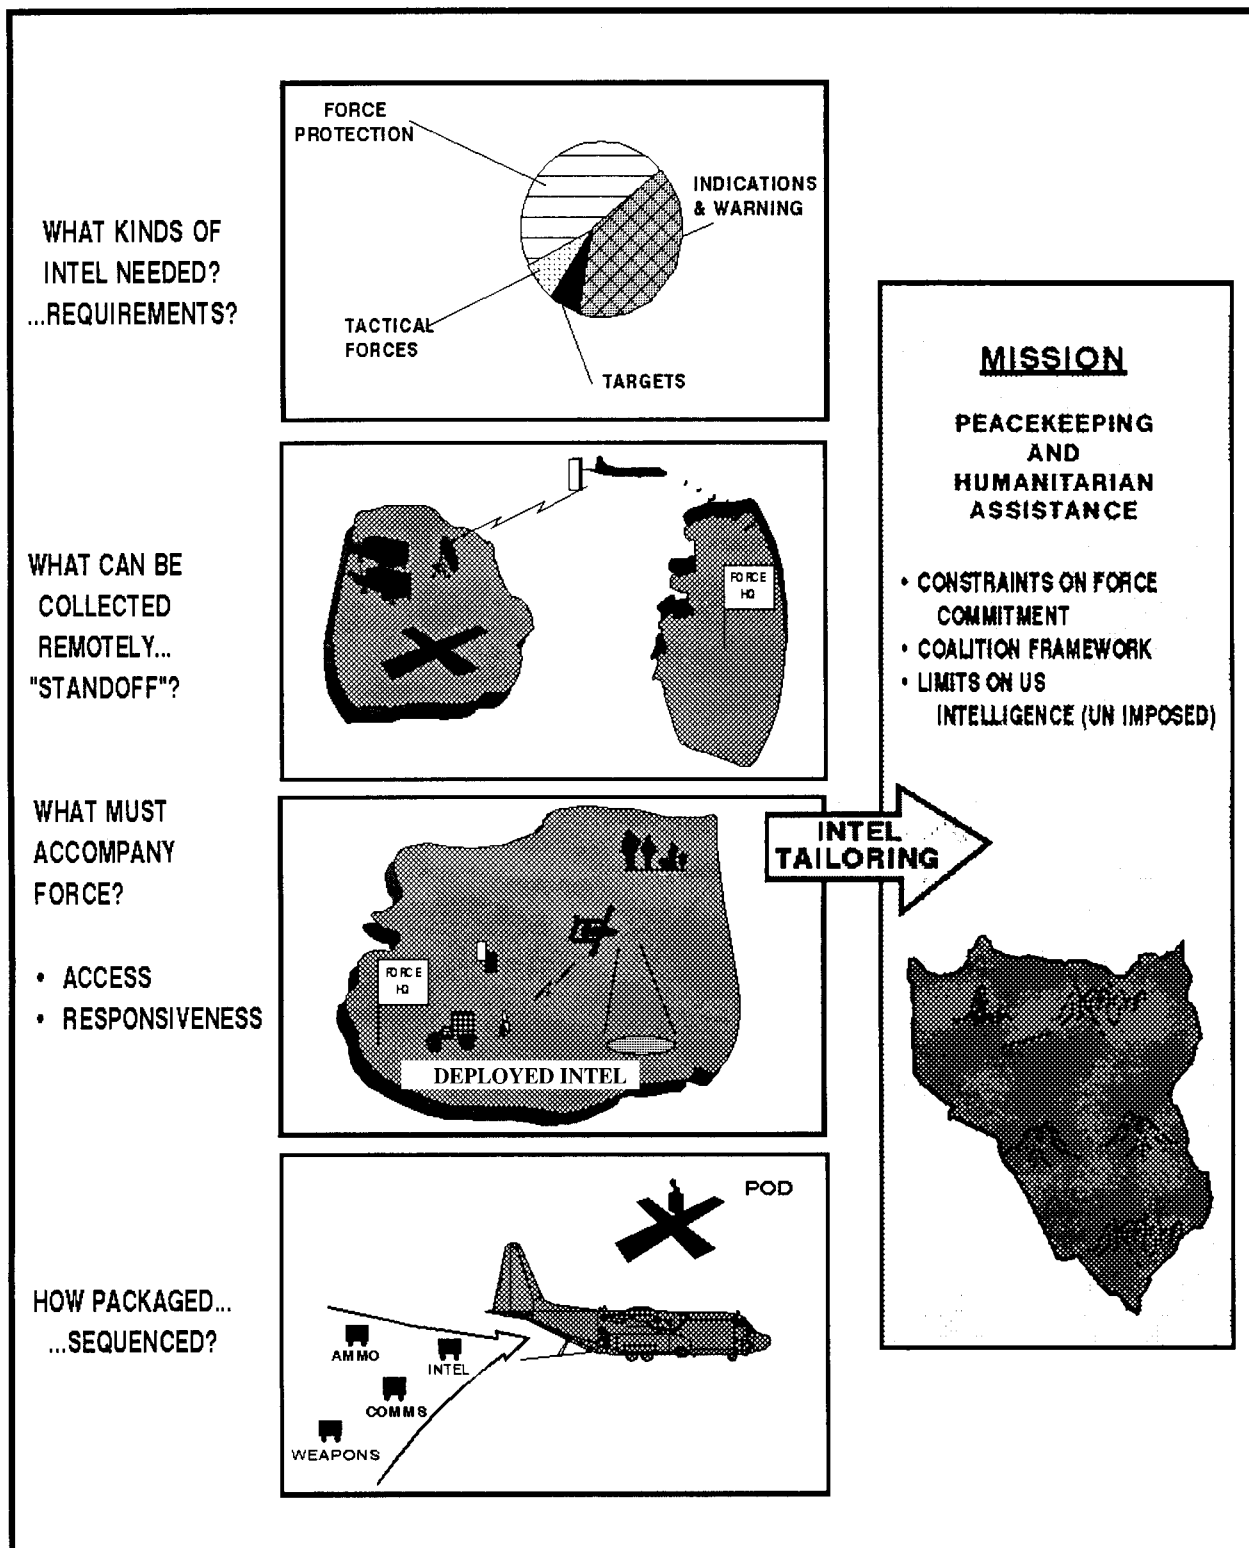 WHAT KINDS OF
INTEL NEEDED?
...REQUIREMENTS?
FORCE
PROTECTION
INDICATIONS
& WARNING
TACTICAL
FORCES
TARGETS
WHAT CAN BE
COLLECTED
REMOTELY...
"STANDOFF"?
FORCE
HQ
WHAT MUST
ACCOMPANY
FORCE?
• ACCESS
• RESPONSIVENESS
FORCE
HQ
DEPLOYED INTEL
HOW PACKAGED...
...SEQUENCED?
POD
AMMO
INTEL
COMMS
WEAPONS
INTEL
TAILORING
MISSION
PEACEKEEPING
AND
HUMANITARIAN
ASSISTANCE
• CONSTRAINTS ON FORCE
COMMITMENT
• COALITION FRAMEWORK
• LIMITS ON US
INTELLIGENCE (UN IMPOSED)